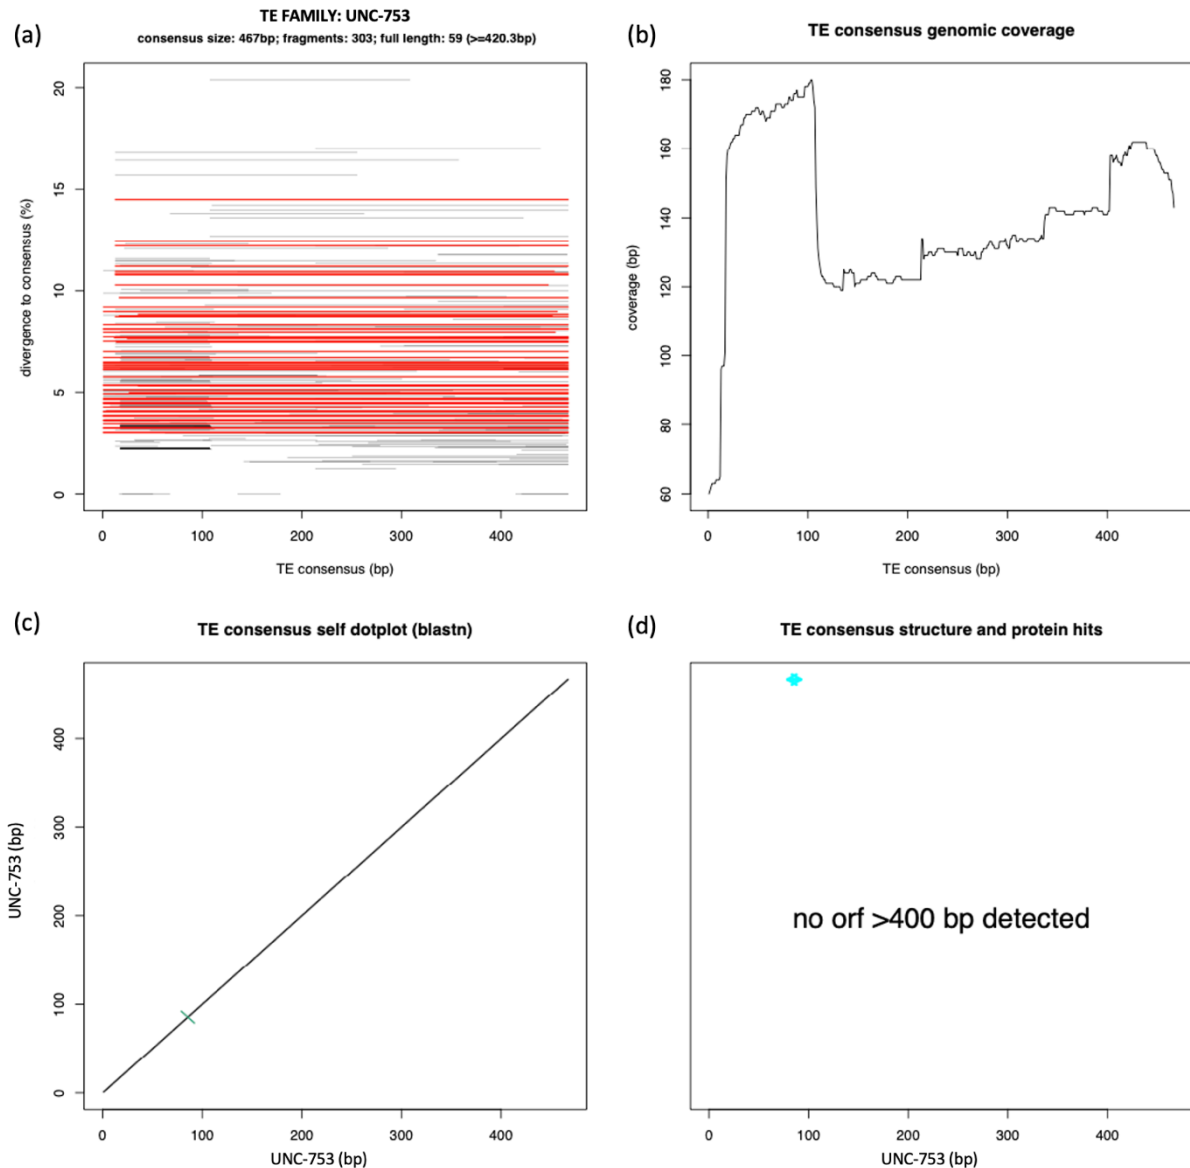 (a)
TE FAMILY: UNC-753
consensus size: 467bp; fragments: 303; full length: 59 (>=420.3bp)
divergence to consensus (%)
20
15
10
5
0
0 100 200 300 400
TE consensus (bp)
(b)
TE consensus genomic coverage
coverage (bp)
180
160
140
120
100
80
60
0 100 200 300 400
TE consensus (bp)
(c)
TE consensus self dotplot (blastn)
UNC-753 (bp)
400
300
200
100
0
0 100 200 300 400
UNC-753 (bp)
(d)
TE consensus structure and protein hits
no orf >400 bp detected
0 100 200 300 400
UNC-753 (bp)